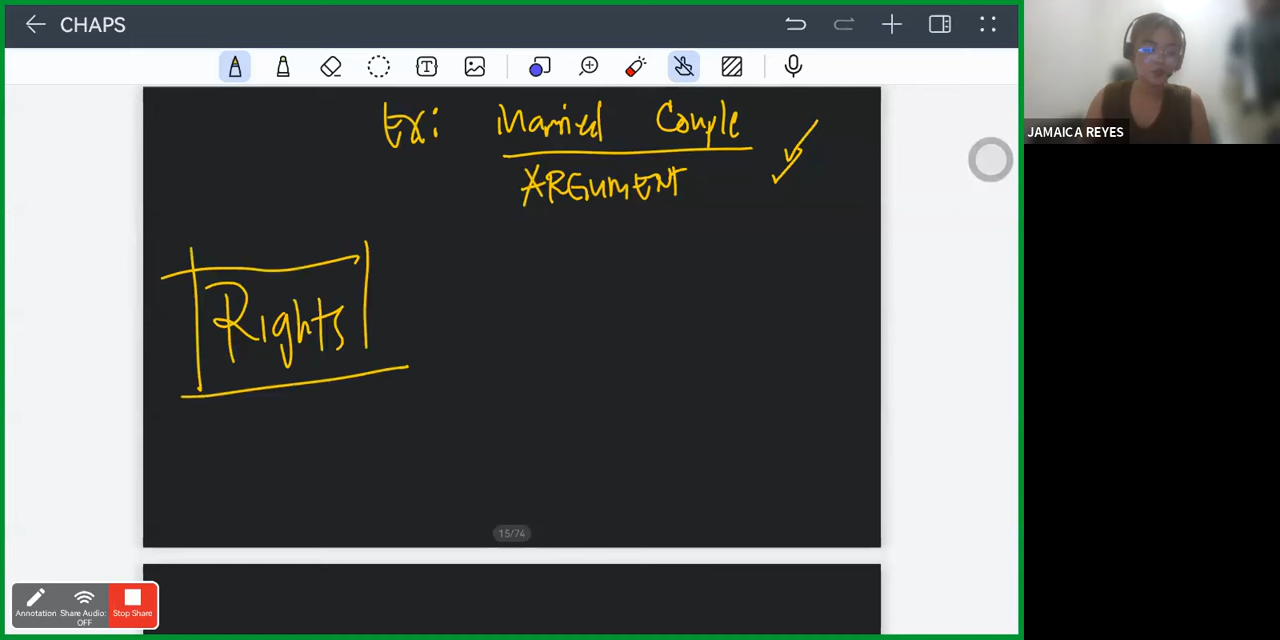 CHAPS
JAMAICA REYES
Ex: Married Couple
ARGUMENT
Rights
15/74
Annotation Share Audio: OFF Stop Share